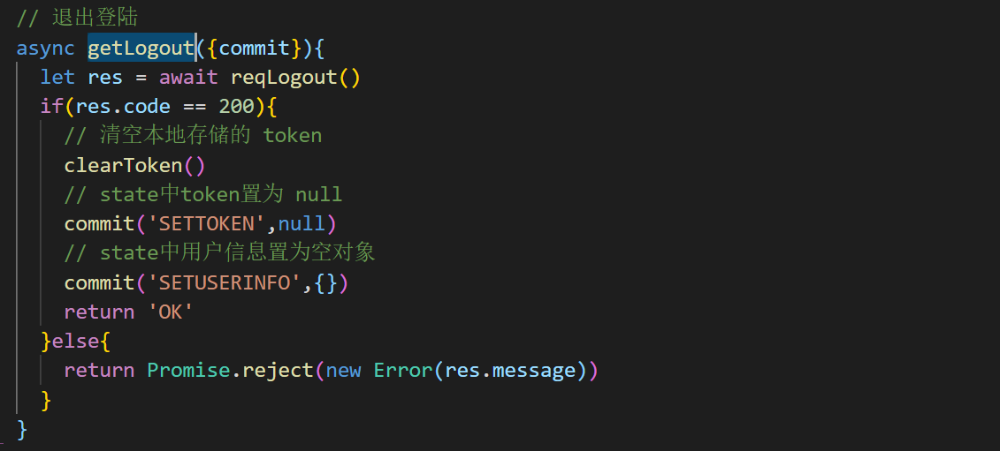 // 退出登陆
async getLogout({commit}){
let res = await reqLogout()
if(res.code == 200){
// 清空本地存储的 token
clearToken()
// state中token置为 null
commit('SETTOKEN',null)
// state中用户信息置为空对象
commit('SETUSERINFO',{})
return 'OK'
}else{
return Promise.reject(new Error(res.message))
}
}